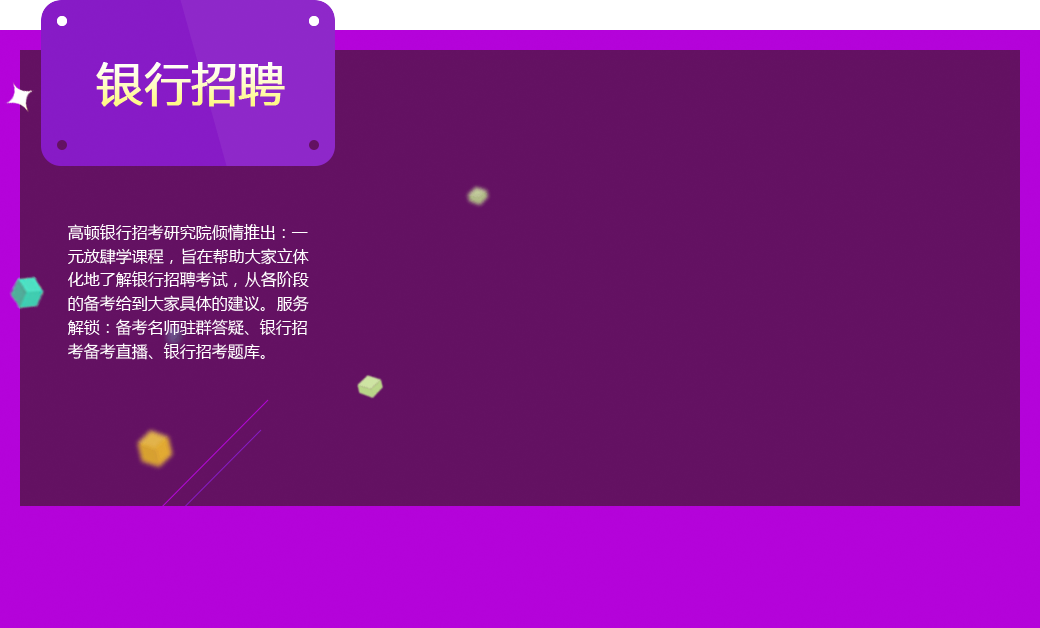 银行招聘
高顿银行招考研究院倾情推出：一
元放肆学课程，旨在帮助大家立体
化地了解银行招聘考试，从各阶段
的备考给到大家具体的建议。服务
解锁：备考名师驻群答疑、银行招
考备考直播、银行招考题库。